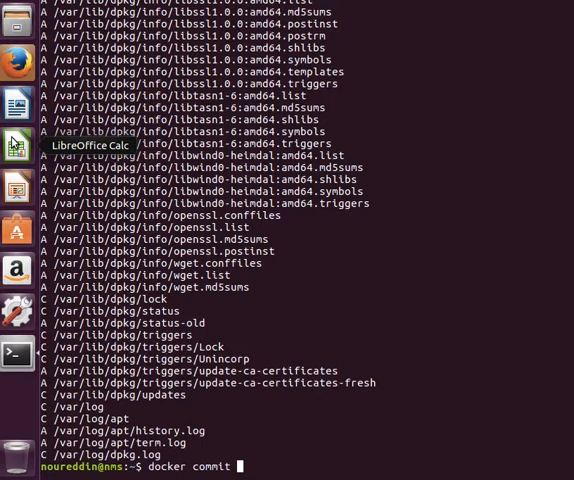 A /var/lib/dpkg/info/libssl1.0.0:amd64.list
A /var/lib/dpkg/info/libssl1.0.0:amd64.md5sums
A /var/lib/dpkg/info/libssl1.0.0:amd64.postinst
A /var/lib/dpkg/info/libssl1.0.0:amd64.postrm
A /var/lib/dpkg/info/libssl1.0.0:amd64.shlibs
A /var/lib/dpkg/info/libssl1.0.0:amd64.symbols
A /var/lib/dpkg/info/libssl1.0.0:amd64.templates
A /var/lib/dpkg/info/libssl1.0.0:amd64.triggers
A /var/lib/dpkg/info/libtasn1-6:amd64.list
A /var/lib/dpkg/info/libtasn1-6:amd64.md5sums
A /var/lib/dpkg/info/libtasn1-6:amd64.shlibs
A /var/lib/dpkg/info/libtasn1-6:amd64.symbols
LibreOffice Calc
/info/libtasn1-6:amd64.triggers
A /var/lib/dpkg/info/libwind0-heimdal:amd64.list
A /var/lib/dpkg/info/libwind0-heimdal:amd64.md5sums
A /var/lib/dpkg/info/libwind0-heimdal:amd64.shlibs
A /var/lib/dpkg/info/libwind0-heimdal:amd64.symbols
A /var/lib/dpkg/info/libwind0-heimdal:amd64.triggers
A /var/lib/dpkg/info/openssl.conffiles
A /var/lib/dpkg/info/openssl.list
A /var/lib/dpkg/info/openssl.md5sums
A /var/lib/dpkg/info/openssl.postinst
A /var/lib/dpkg/info/wget.conffiles
A /var/lib/dpkg/info/wget.list
A /var/lib/dpkg/info/wget.md5sums
C /var/lib/dpkg/lock
C /var/lib/dpkg/status
A /var/lib/dpkg/status-old
C /var/lib/dpkg/triggers
C /var/lib/dpkg/triggers/Lock
C /var/lib/dpkg/triggers/Unincorp
A /var/lib/dpkg/triggers/update-ca-certificates
A /var/lib/dpkg/triggers/update-ca-certificates-fresh
C /var/lib/dpkg/updates
C /var/log
C /var/log/apt
A /var/log/apt/history.log
A /var/log/apt/term.log
C /var/log/dpkg.log
noureddin@nms:~$ docker commit